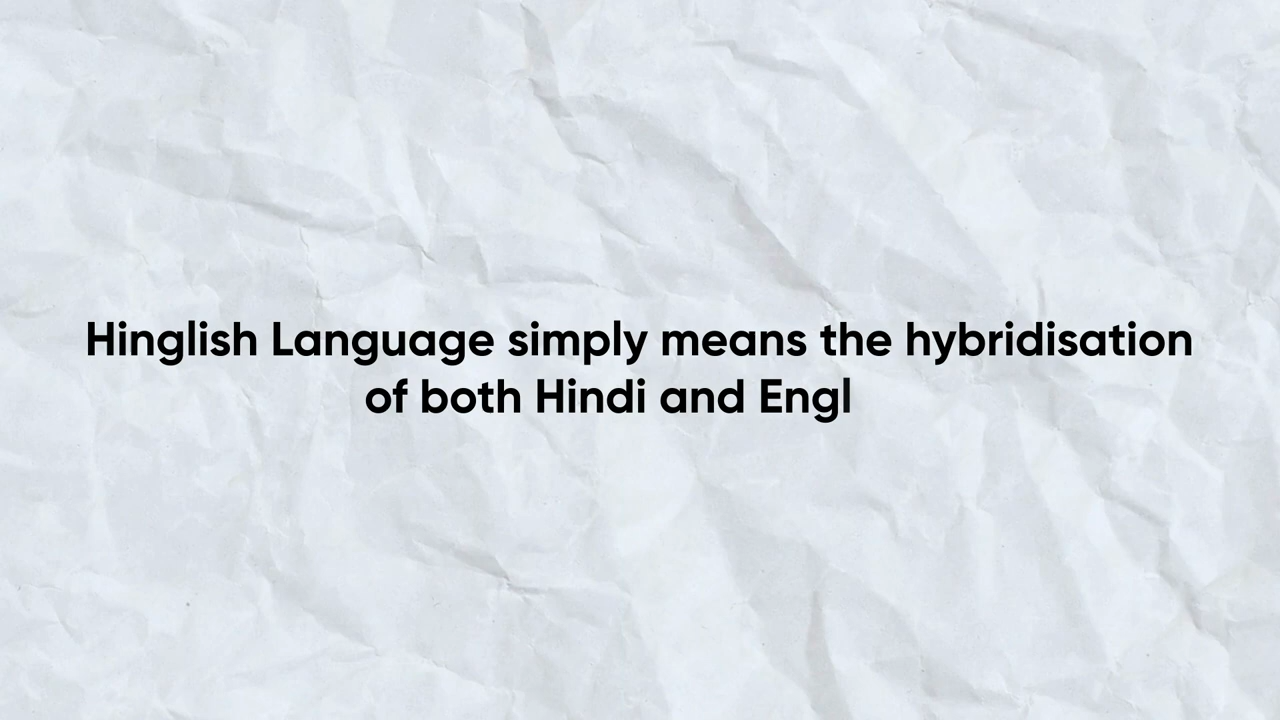 Hinglish Language simply means the hybridisation
of both Hindi and Engl